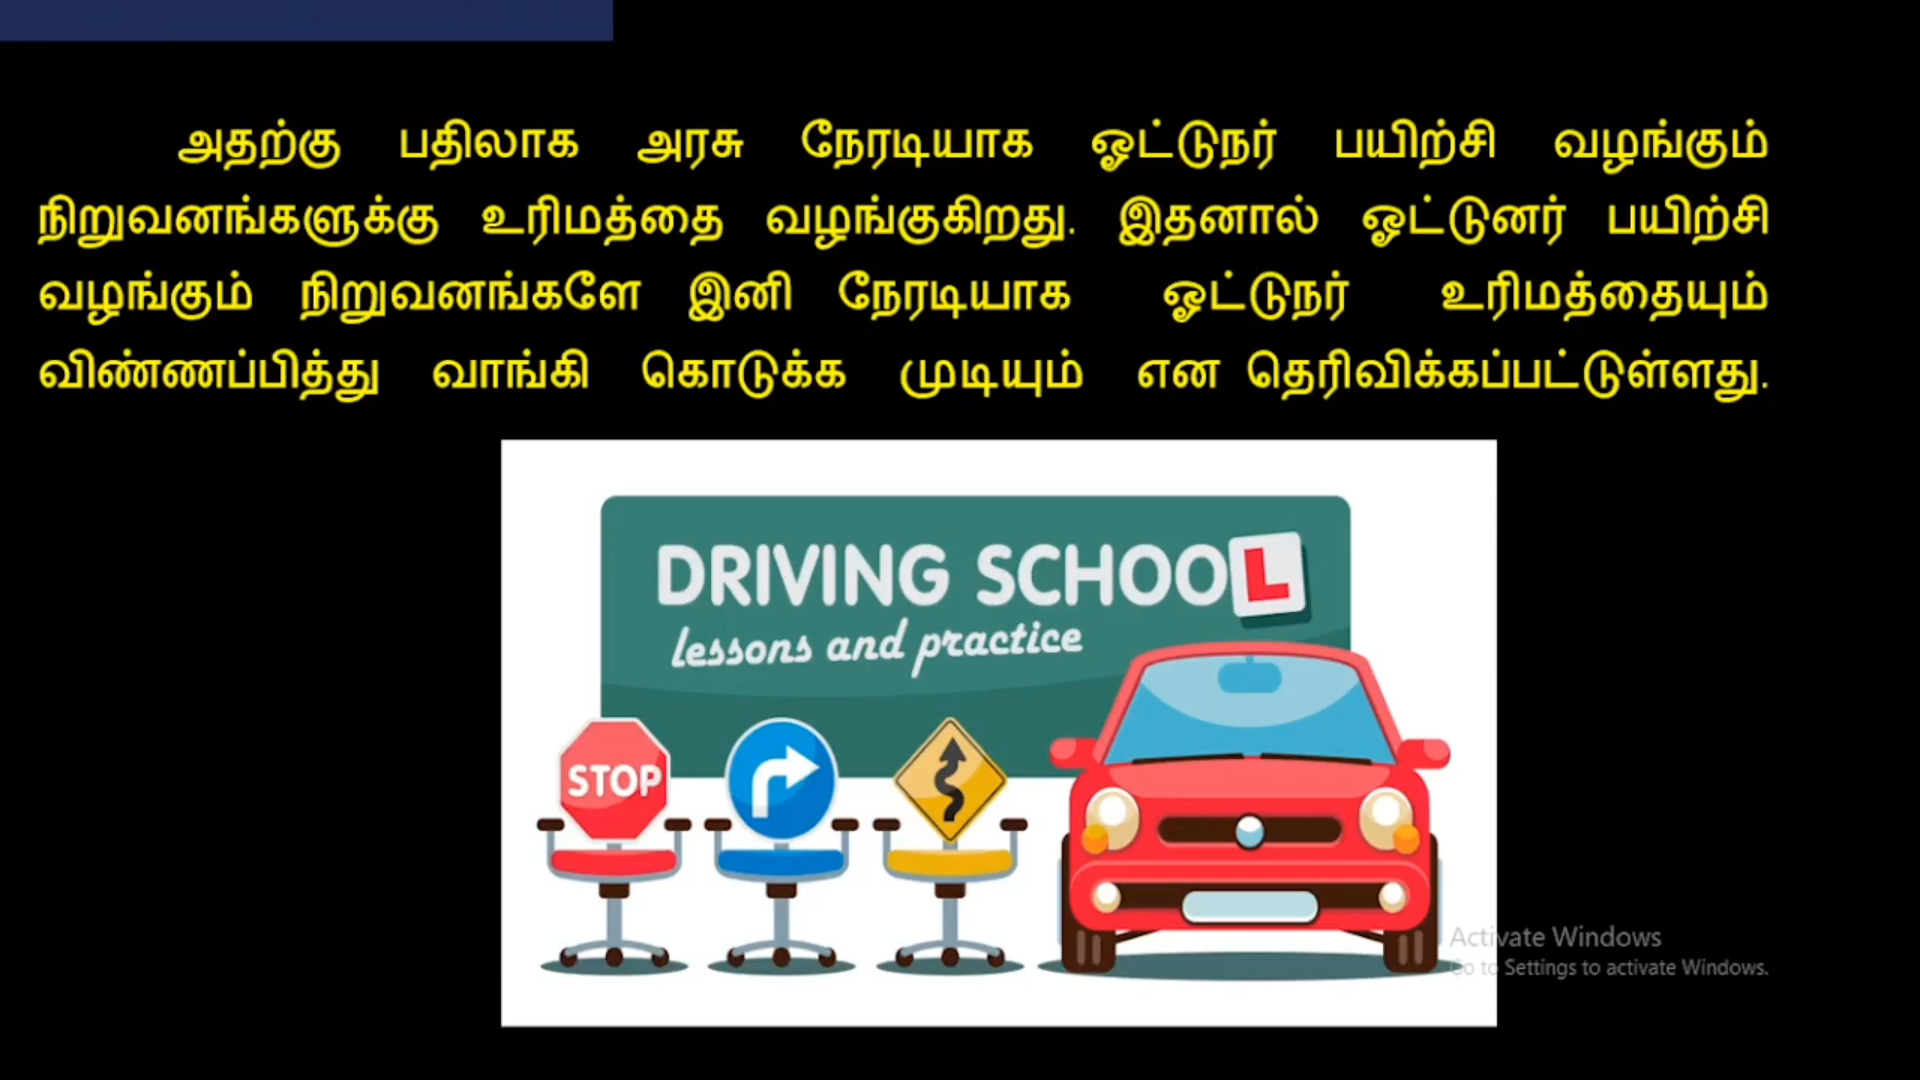 அதற்கு பதிலாக அரசு நேரடியாக ஓட்டுநர் பயிற்சி வழங்கும்
நிறுவனங்களுக்கு உரிமத்தை வழங்குகிறது. இதனால் ஓட்டுனர் பயிற்சி
வழங்கும் நிறுவனங்களே இனி நேரடியாக ஓட்டுநர் உரிமத்தையும்
விண்ணப்பித்து வாங்கி கொடுக்க முடியும் என தெரிவிக்கப்பட்டுள்ளது.
DRIVING SCHOOL
lessons and practice
STOP
Activate Windows
Go to Settings to activate Windows.